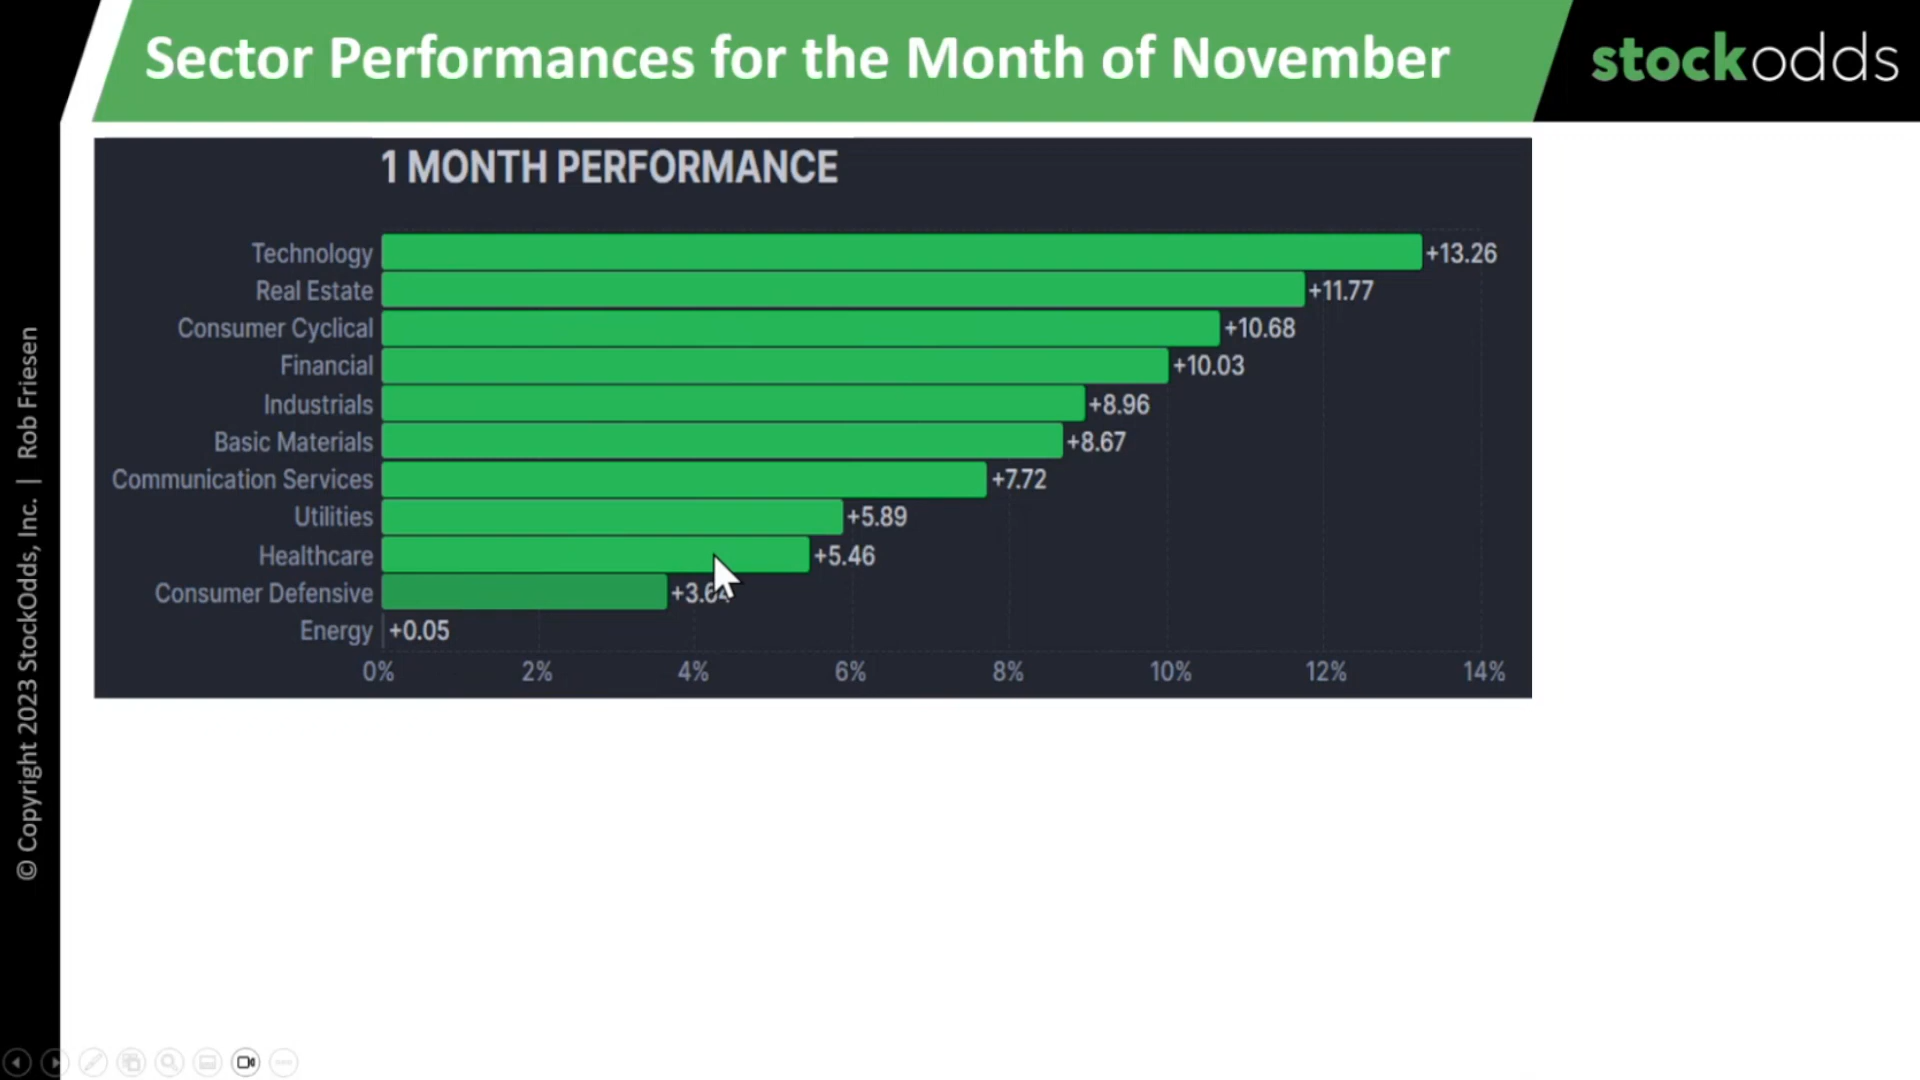 Sector Performances for the Month of November
stockodds
1 MONTH PERFORMANCE
Technology +13.26
Real Estate +11.77
Consumer Cyclical +10.68
Financial +10.03
Industrials +8.96
Basic Materials +8.67
Communication Services +7.72
Utilities +5.89
Healthcare +5.46
Consumer Defensive +3.64
Energy +0.05
0% 2% 4% 6% 8% 10% 12% 14%
© Copyright 2023 StockOdds, Inc. | Rob Friesen